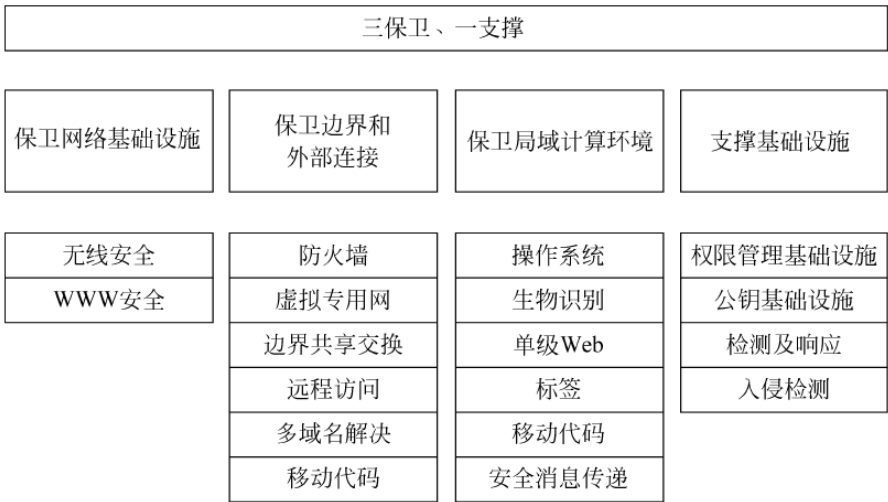 三保卫、一支撑
保卫网络基础设施
保卫边界和
外部连接
保卫局域计算环境
支撑基础设施
无线安全
WWW安全
防火墙
虚拟专用网
边界共享交换
远程访问
多域名解决
移动代码
操作系统
生物识别
单级Web
标签
移动代码
安全消息传递
权限管理基础设施
公钥基础设施
检测及响应
入侵检测